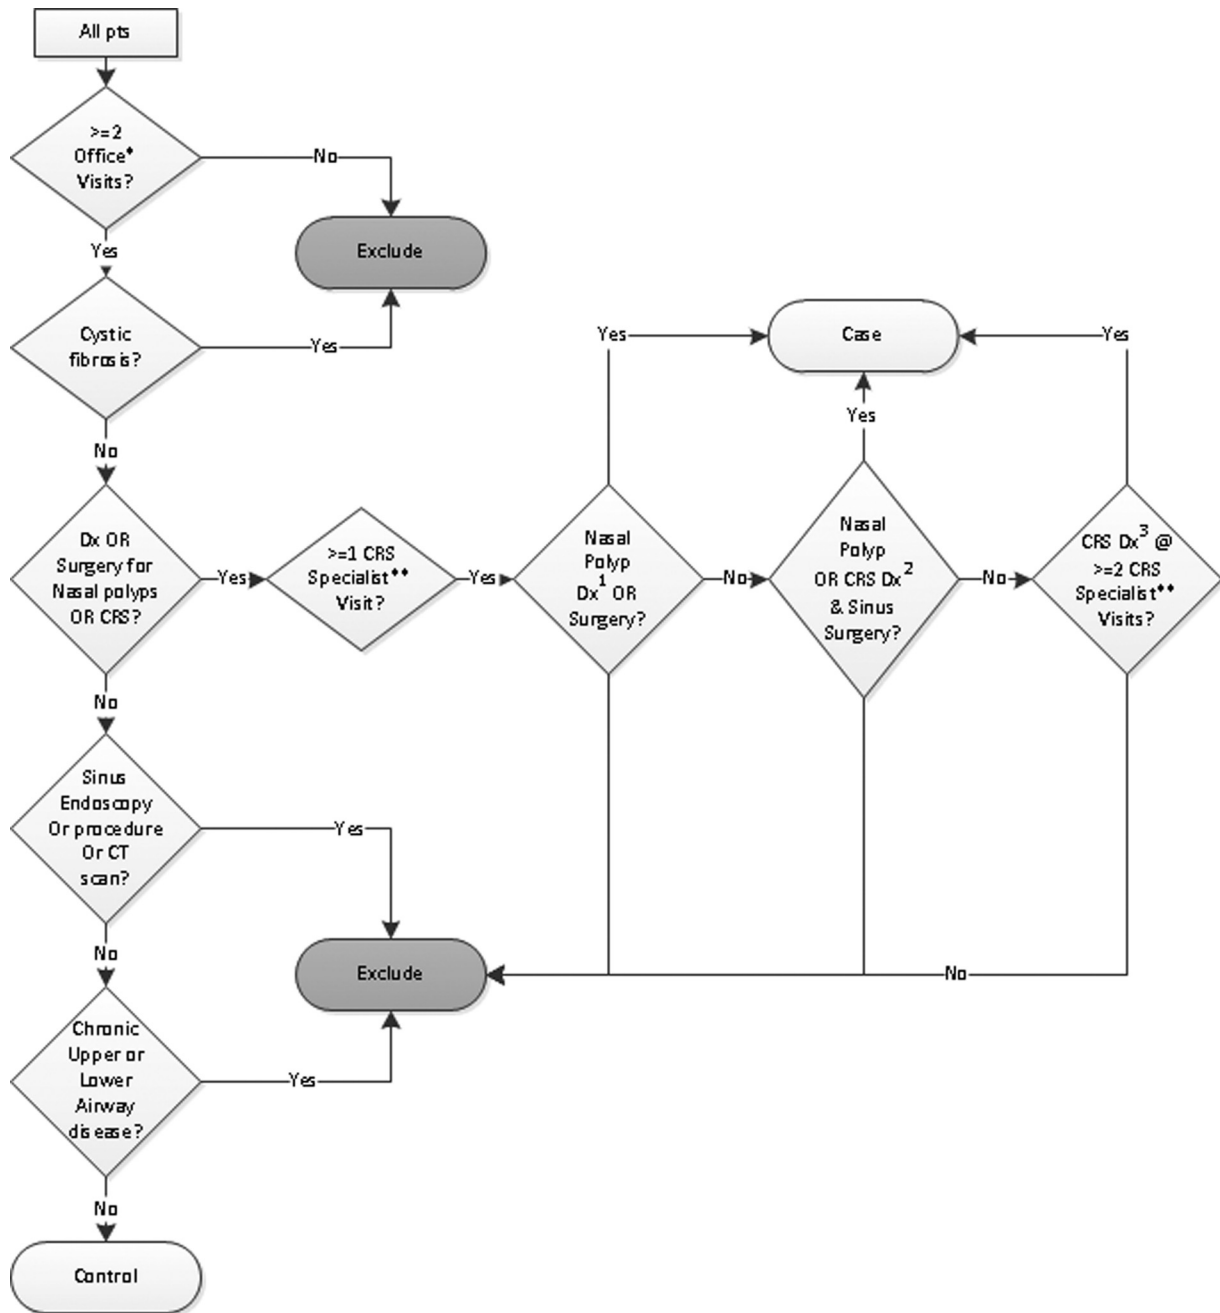 All pts
>=2
Office*
Visits?
No
Exclude
Yes
Cystic
fibrosis?
Yes
No
Yes
Case
Yes
Yes
Dx OR
Surgery for
Nasal polyps
OR CRS?
Yes
>=1 CRS
Specialist**
Visit?
Yes
Nasal
Polyp
Dx¹ OR
Surgery?
No
Nasal
Polyp
OR CRS Dx²
& Sinus
Surgery?
No
CRS Dx³ @
>=2 CRS
Specialist**
Visits?
No
Sinus
Endoscopy
Or procedure
Or CT
scan?
Yes
No
Exclude
No
Chronic
Upper or
Lower
Airway
disease?
Yes
No
Control